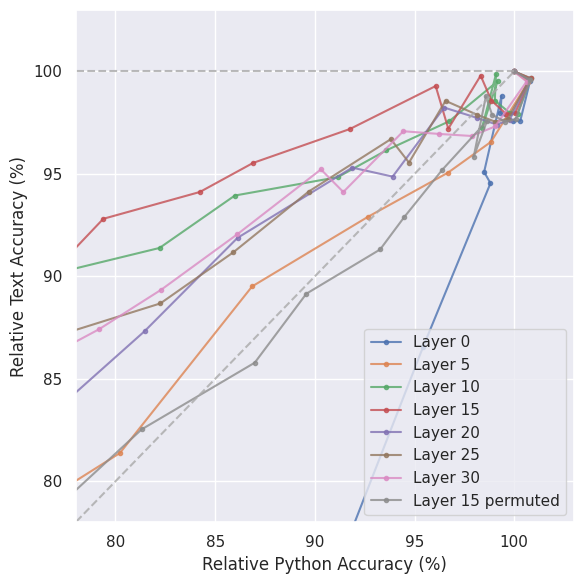 100
95
90
85
80
Relative Text Accuracy (%)
Layer 0
Layer 5
Layer 10
Layer 15
Layer 20
Layer 25
Layer 30
Layer 15 permuted
80
85
90
95
100
Relative Python Accuracy (%)